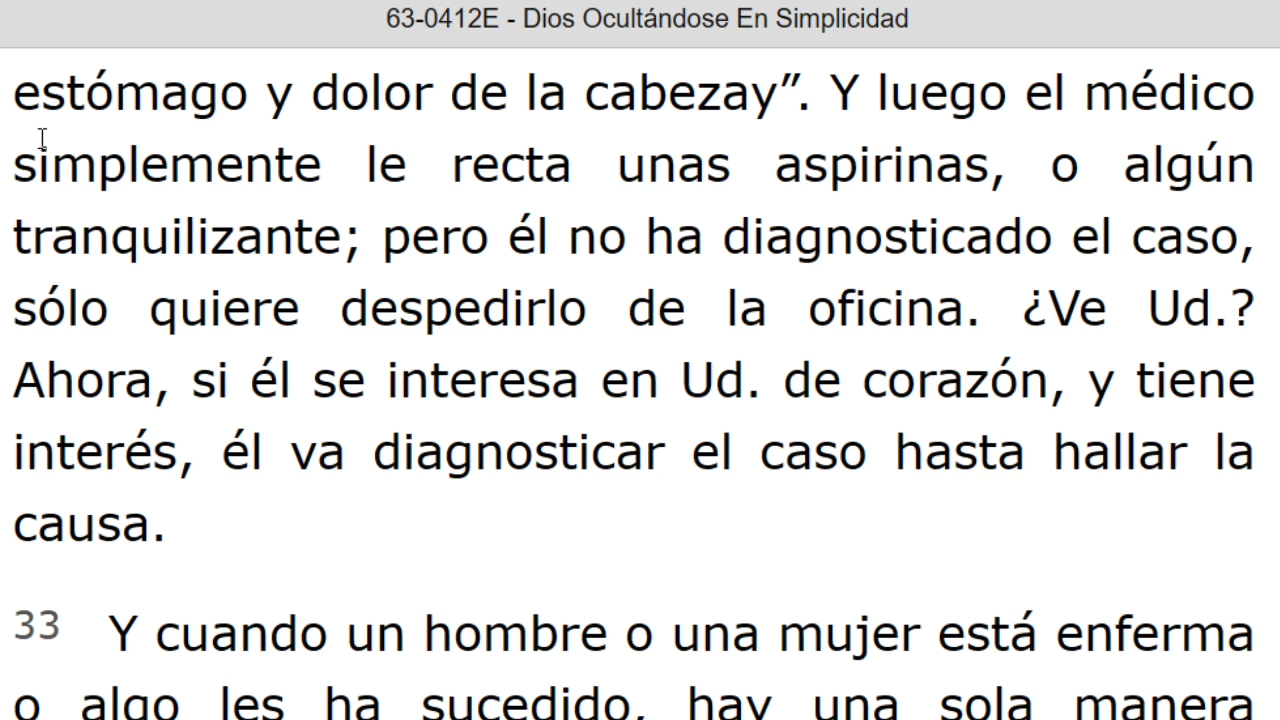 63-0412E - Dios Ocultándose En Simplicidad
estómago y dolor de la cabezay”. Y luego el médico
simplemente le recta unas aspirinas, o algún
tranquilizante; pero él no ha diagnosticado el caso,
sólo quiere despedirlo de la oficina. ¿Ve Ud.?
Ahora, si él se interesa en Ud. de corazón, y tiene
interés, él va diagnosticar el caso hasta hallar la
causa.
33 Y cuando un hombre o una mujer está enferma
o algo les ha sucedido, hay una sola manera